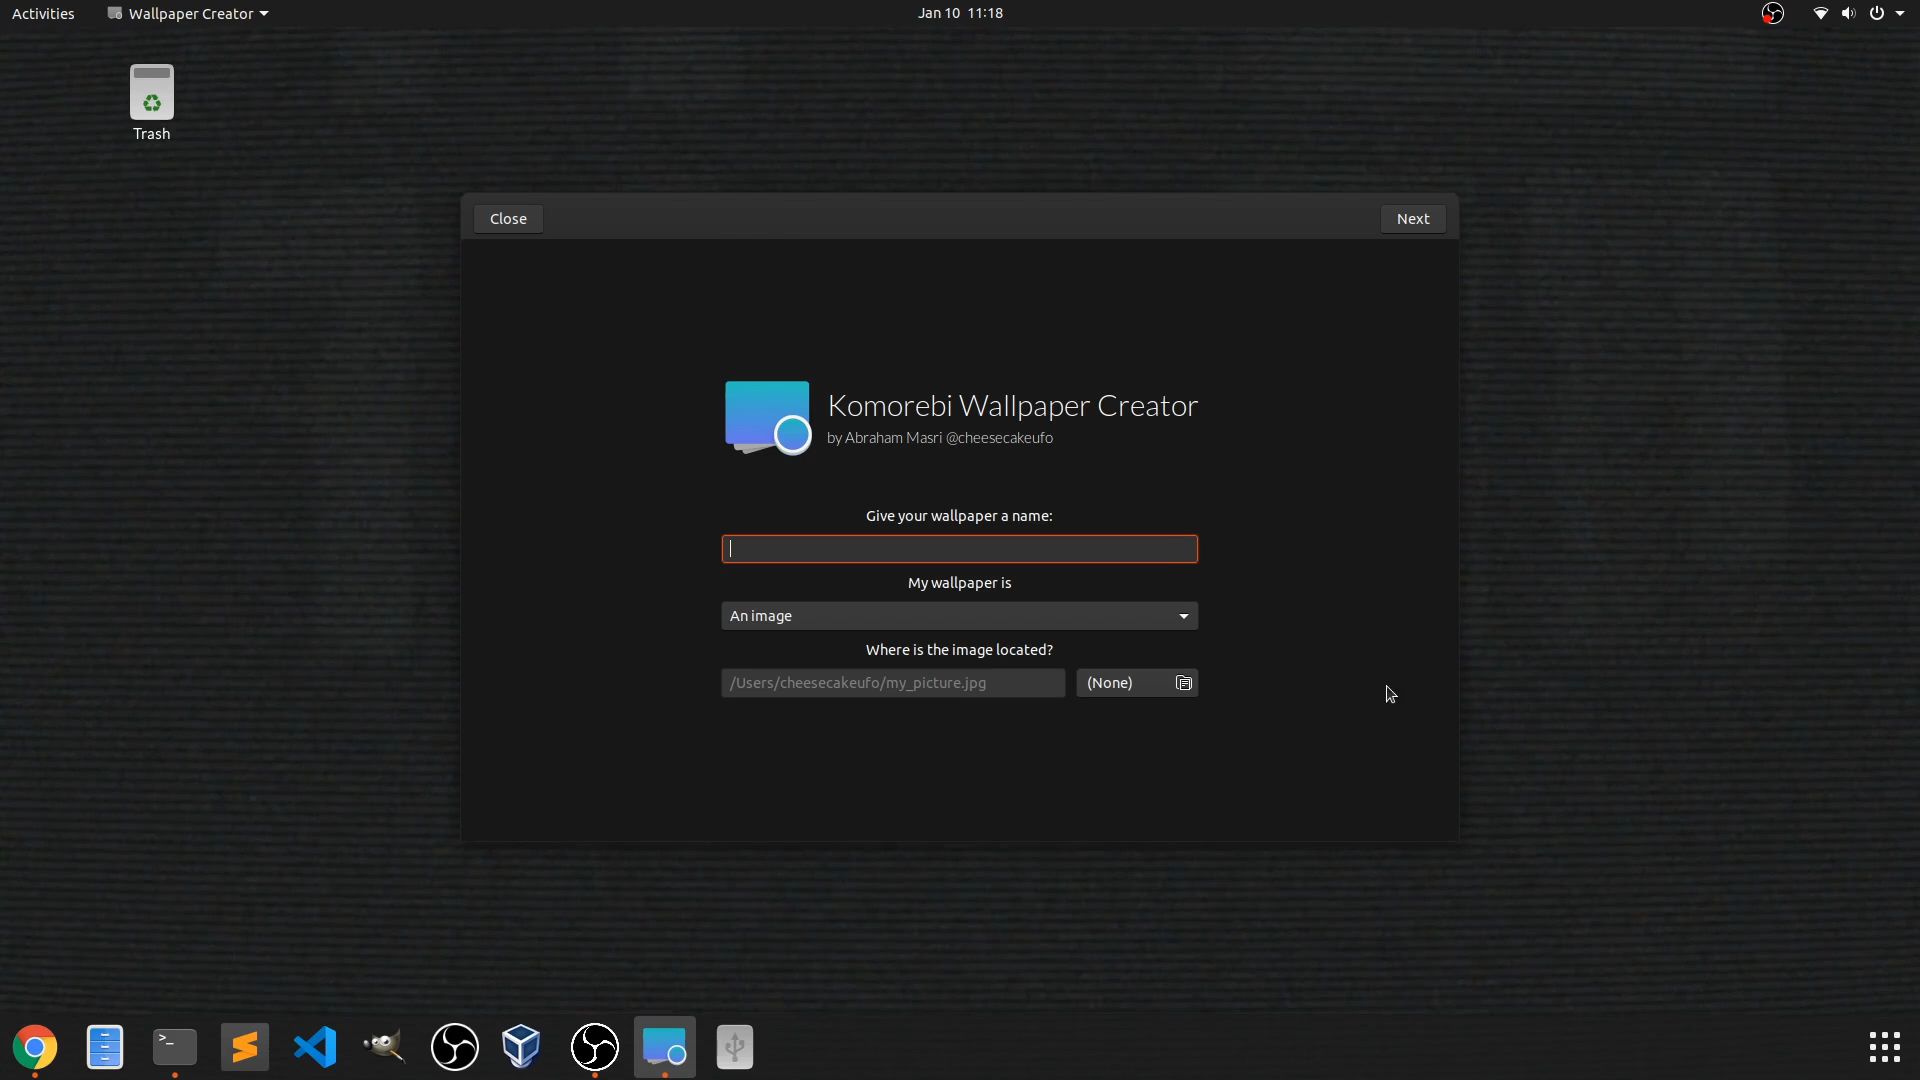 Activities
Wallpaper Creator
Jan 10 11:18
Trash
Close
Next
Komorebi Wallpaper Creator
by Abraham Masri @cheesecakeufo
Give your wallpaper a name:
My wallpaper is
An image
Where is the image located?
/Users/cheesecakeufo/my_picture.jpg
(None)
>_